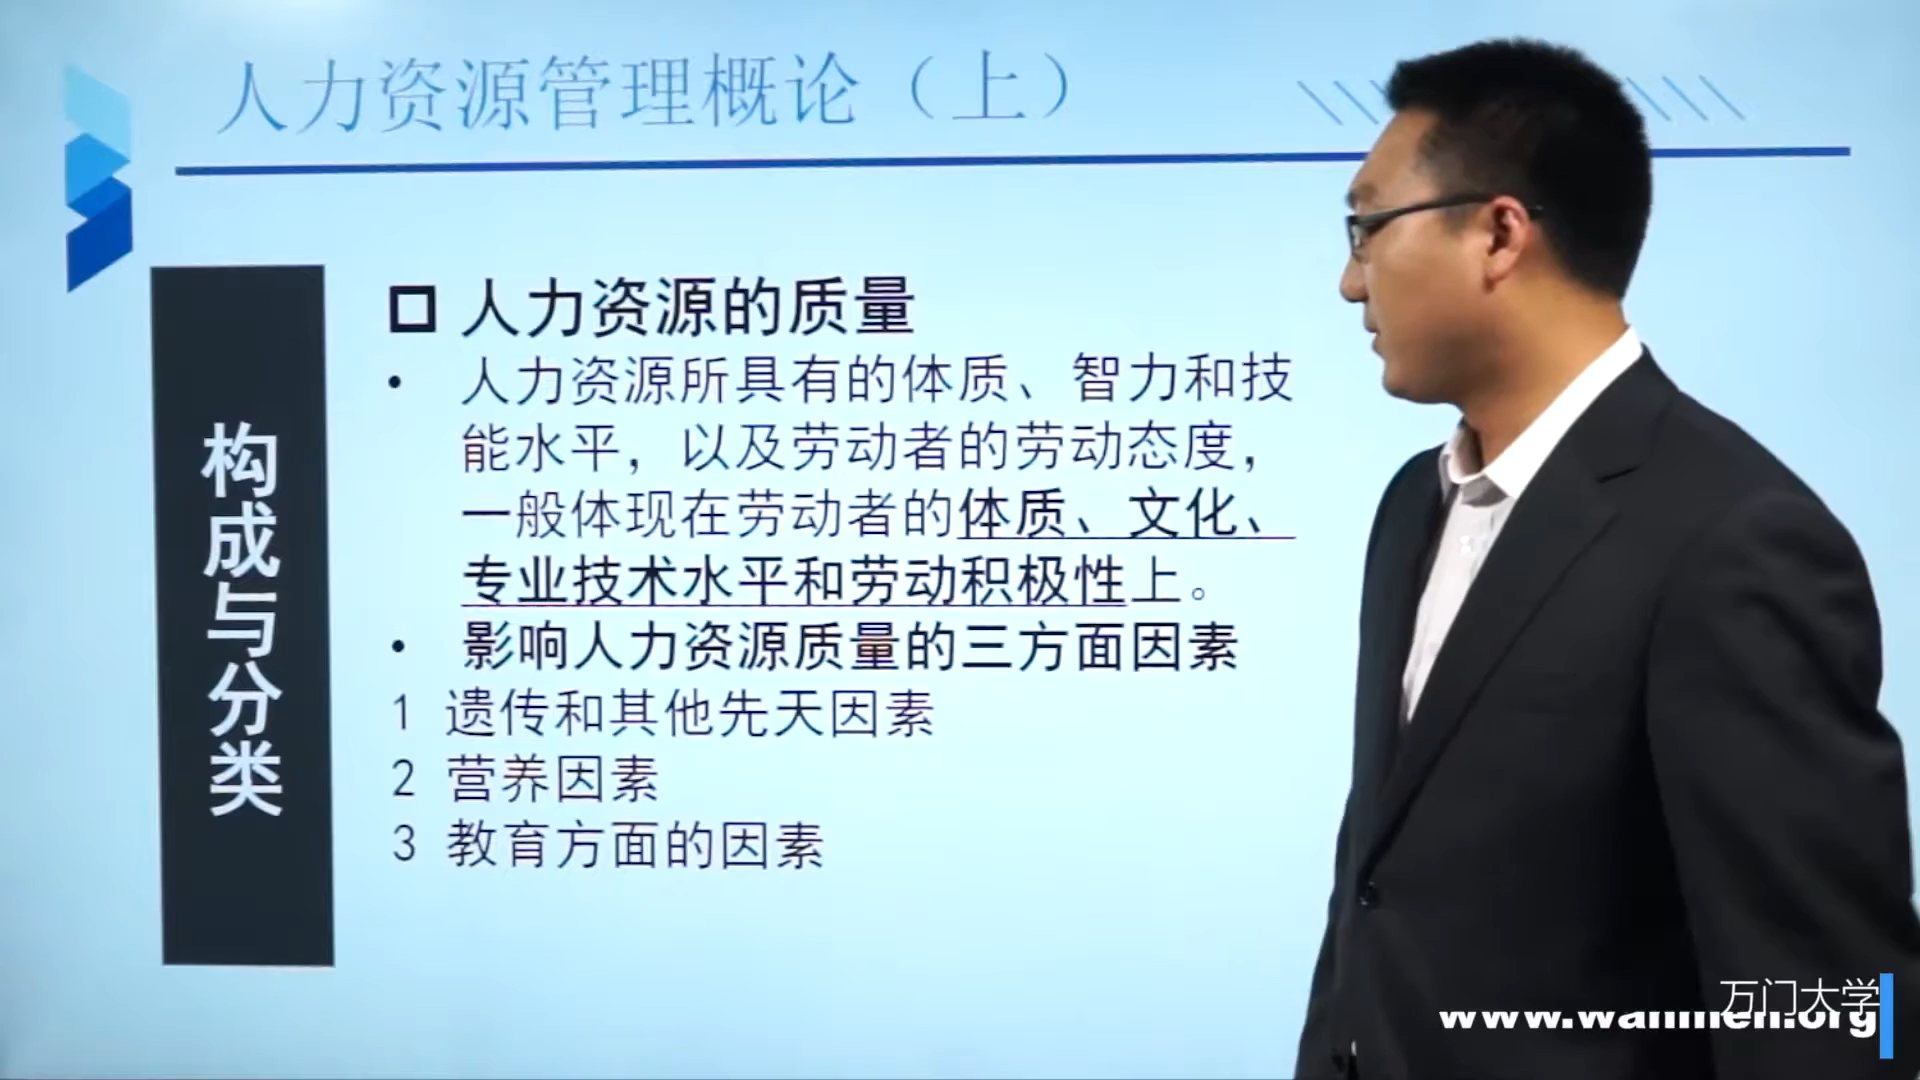 人力资源管理概论（上）
构成与分类
人力资源的质量
• 人力资源所具有的体质、智力和技
能水平，以及劳动者的劳动态度，
一般体现在劳动者的体质、文化、
专业技术水平和劳动积极性上。
• 影响人力资源质量的三方面因素
1 遗传和其他先天因素
2 营养因素
3 教育方面的因素
万门大学
www.wanmen.org